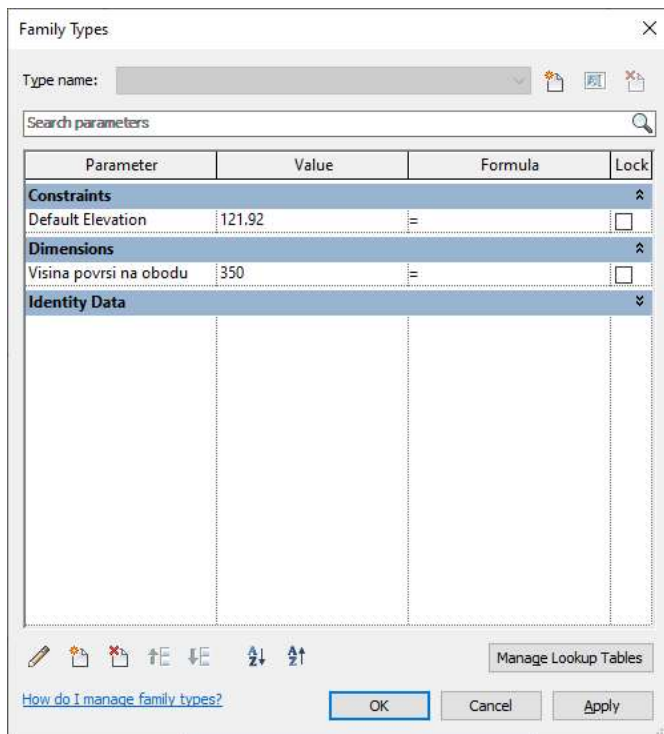 Family Types
Type name:
Search parameters
Parameter Value Formula Lock
Constraints
Default Elevation 121.92 =
Dimensions
Visina povrsi na obodu 350 =
Identity Data
Manage Lookup Tables
How do I manage family types?
OK Cancel Apply